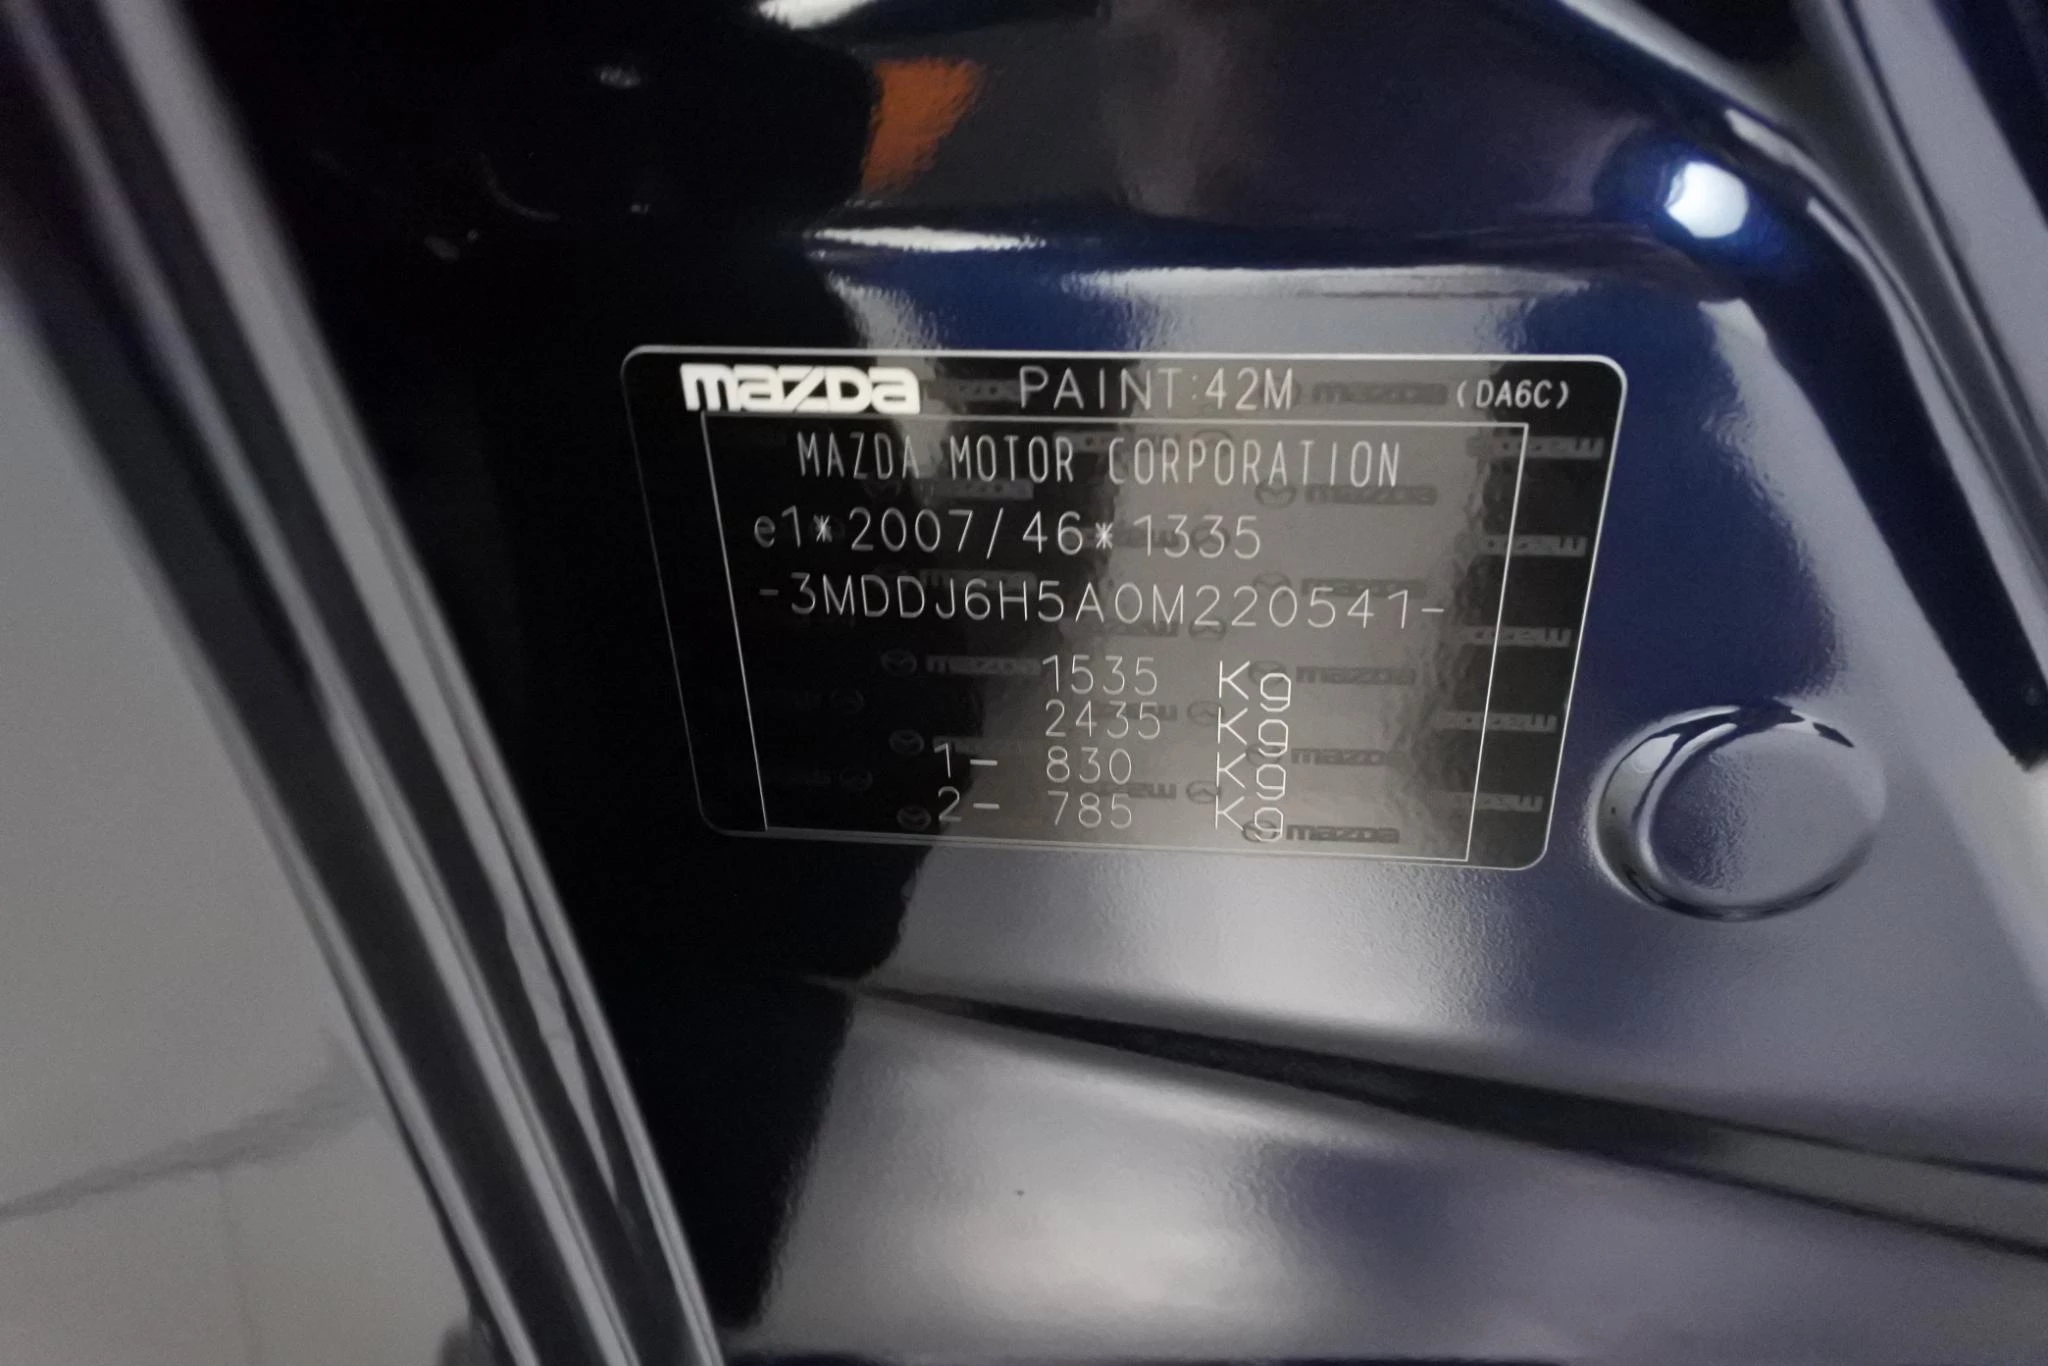 mazda PAINT:42M (DA6C)
MAZDA MOTOR CORPORATION
e1*2007/46*1335
-3MDDJ6H5A0M220541-
1535 Kg
2435 Kg
1- 830 Kg
2- 785 Kg